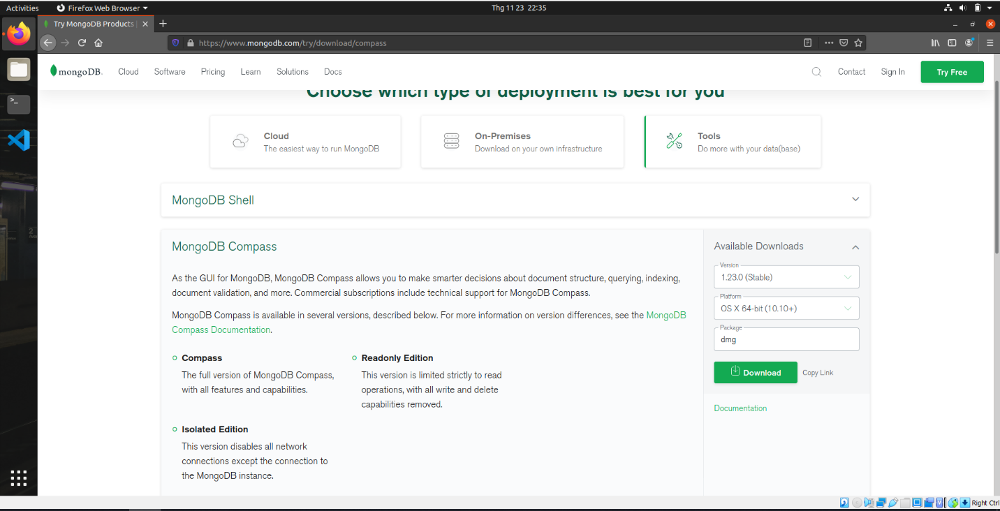 Activities
Firefox Web Browser
Thg 11 23 22:35
Try MongoDB Products |
https://www.mongodb.com/try/download/compass
mongoDB.
Cloud
Software
Pricing
Learn
Solutions
Docs
Contact
Sign In
Try Free
Choose which type of deployment is best for you
Cloud
The easiest way to run MongoDB
On-Premises
Download on your own infrastructure
Tools
Do more with your data(base)
MongoDB Shell
MongoDB Compass
As the GUI for MongoDB, MongoDB Compass allows you to make smarter decisions about document structure, querying, indexing,
document validation, and more. Commercial subscriptions include technical support for MongoDB Compass.
MongoDB Compass is available in several versions, described below. For more information on version differences, see the MongoDB
Compass Documentation.
Compass
The full version of MongoDB Compass,
with all features and capabilities.
Readonly Edition
This version is limited strictly to read
operations, with all write and delete
capabilities removed.
Isolated Edition
This version disables all network
connections except the connection to
the MongoDB instance.
Available Downloads
Version
1.23.0 (Stable)
Platform
OS X 64-bit (10.10+)
Package
dmg
Download
Copy Link
Documentation
Right Ctrl